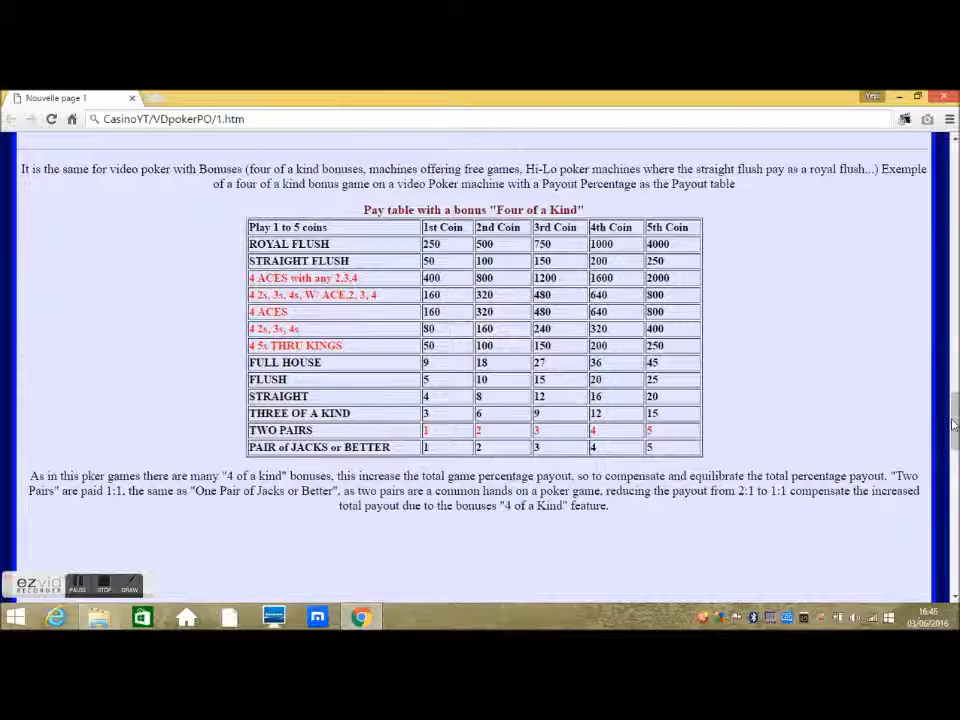 Nouvelle page 1
Yep
CasinoYT/VDpokerPO/1.htm
It is the same for video poker with Bonuses (four of a kind bonuses, machines offering free games, Hi-Lo poker machines where the straight flush pay as a royal flush...) Exemple
of a four of a kind bonus game on a video Poker machine with a Payout Percentage as the Payout table
Pay table with a bonus "Four of a Kind"
Play 1 to 5 coins 1st Coin 2nd Coin 3rd Coin 4th Coin 5th Coin
ROYAL FLUSH 250 500 750 1000 4000
STRAIGHT FLUSH 50 100 150 200 250
4 ACES with any 2,3,4 400 800 1200 1600 2000
4 2s, 3s, 4s, W/ ACE,2, 3, 4 160 320 480 640 800
4 ACES 160 320 480 640 800
4 2s, 3s, 4s 80 160 240 320 400
4 5s THRU KINGS 50 100 150 200 250
FULL HOUSE 9 18 27 36 45
FLUSH 5 10 15 20 25
STRAIGHT 4 8 12 16 20
THREE OF A KIND 3 6 9 12 15
TWO PAIRS 1 2 3 4 5
PAIR of JACKS or BETTER 1 2 3 4 5
As in this pker games there are many "4 of a kind" bonuses, this increase the total game percentage payout, so to compensate and equilibrate the total percentage payout, "Two
Pairs" are paid 1:1, the same as "One Pair of Jacks or Better", as two pairs are a common hands on a poker game, reducing the payout from 2:1 to 1:1 compensate the increased
total payout due to the bonuses "4 of a Kind" feature.
ezvid
RECORDER
PAUSE STOP DRAW
16:46
03/06/2016